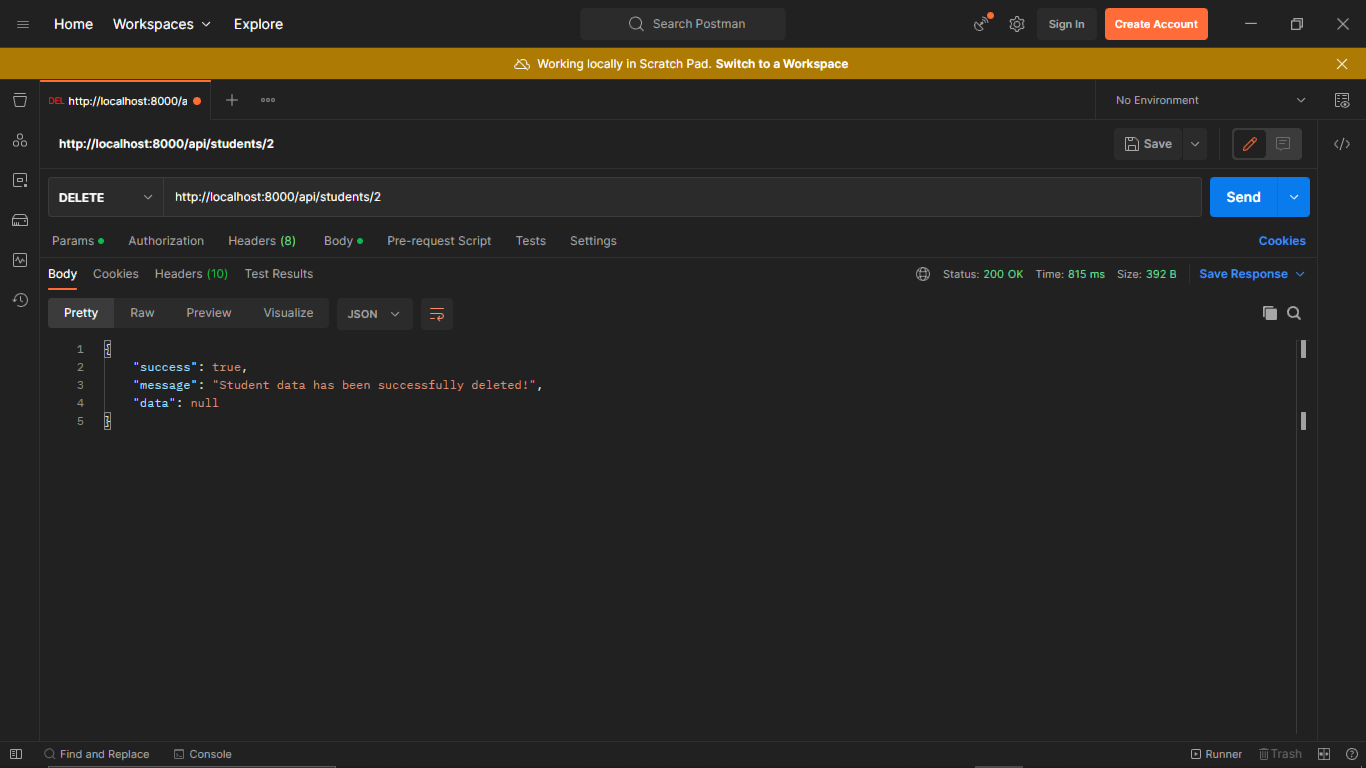 Home Workspaces Explore Search Postman Sign In Create Account
Working locally in Scratch Pad. Switch to a Workspace
DEL http://localhost:8000/a No Environment
http://localhost:8000/api/students/2 Save
DELETE http://localhost:8000/api/students/2 Send
Params Authorization Headers (8) Body Pre-request Script Tests Settings Cookies
Body Cookies Headers (10) Test Results Status: 200 OK Time: 815 ms Size: 392 B Save Response
Pretty Raw Preview Visualize JSON
1 {
2 "success": true,
3 "message": "Student data has been successfully deleted!",
4 "data": null
5 }
Find and Replace Console Runner Trash